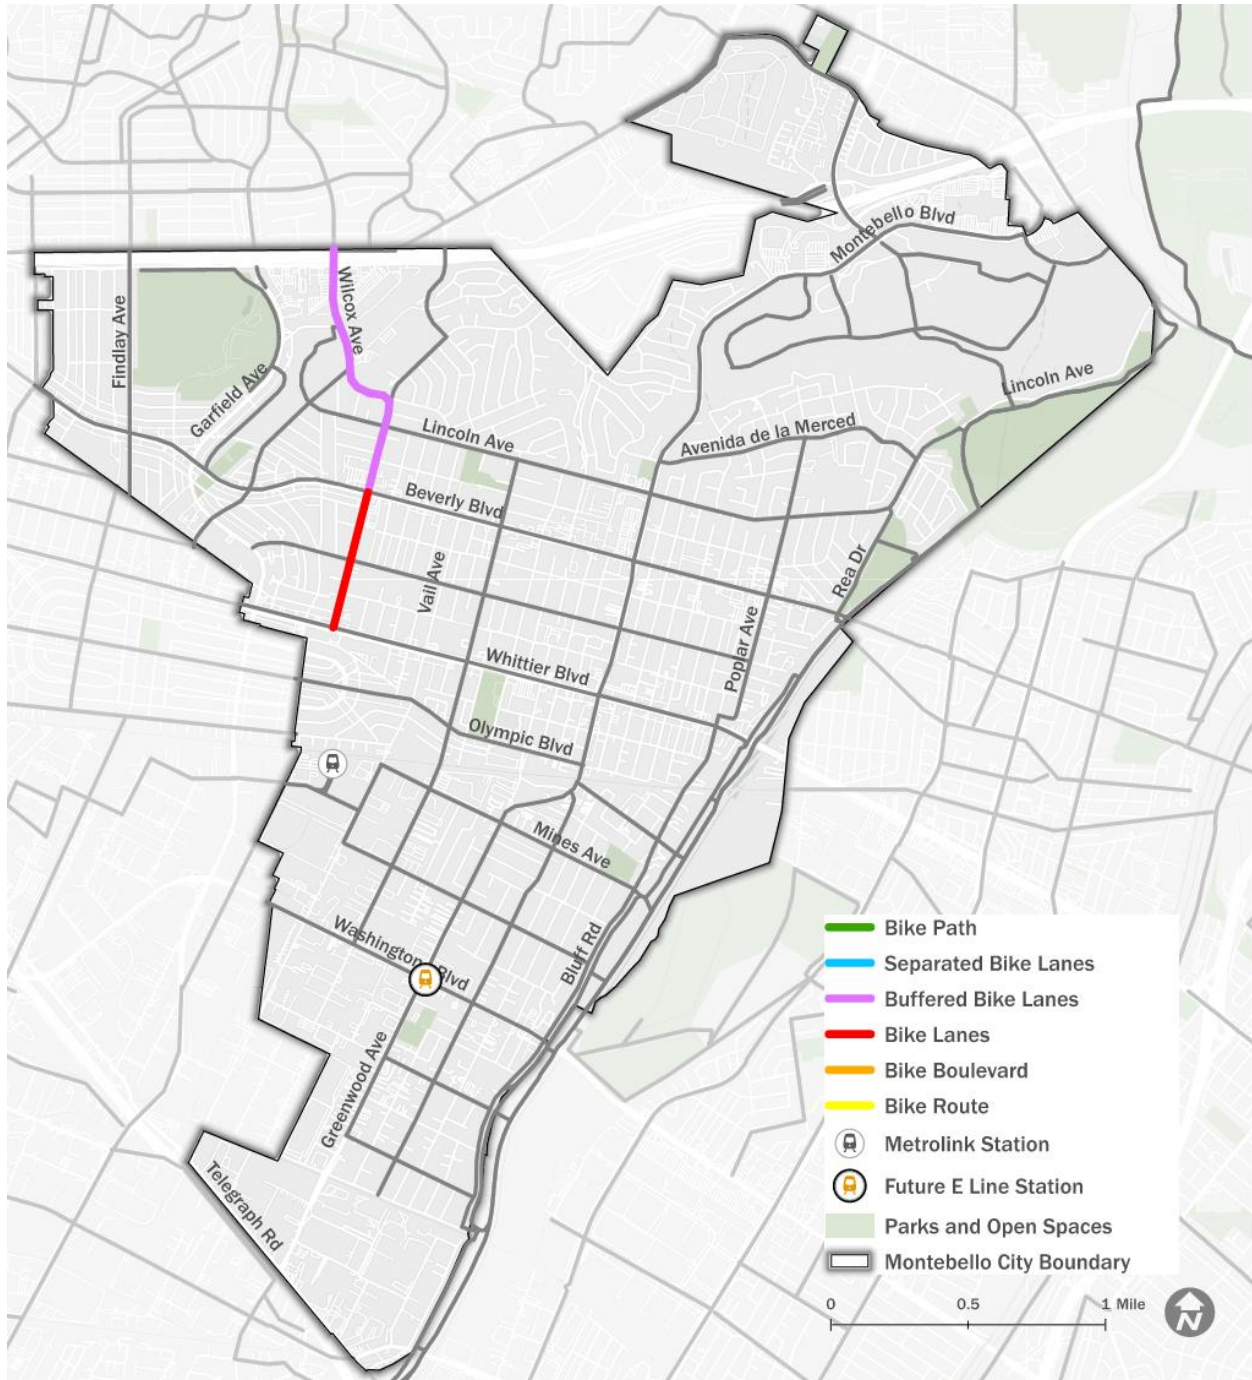 Montebello Blvd
Wilcox Ave
Findlay Ave
Garfield Ave
Lincoln Ave
Lincoln Ave
Avenida de la Merced
Beverly Blvd
Vail Ave
Rea Dr
Poplar Ave
Whittier Blvd
Olympic Blvd
Mines Ave
Washington Blvd
Bluff Rd
Greenwood Ave
Telegraph Rd
Bike Path
Separated Bike Lanes
Buffered Bike Lanes
Bike Lanes
Bike Boulevard
Bike Route
Metrolink Station
Future E Line Station
Parks and Open Spaces
Montebello City Boundary
0 0.5 1 Mile
N